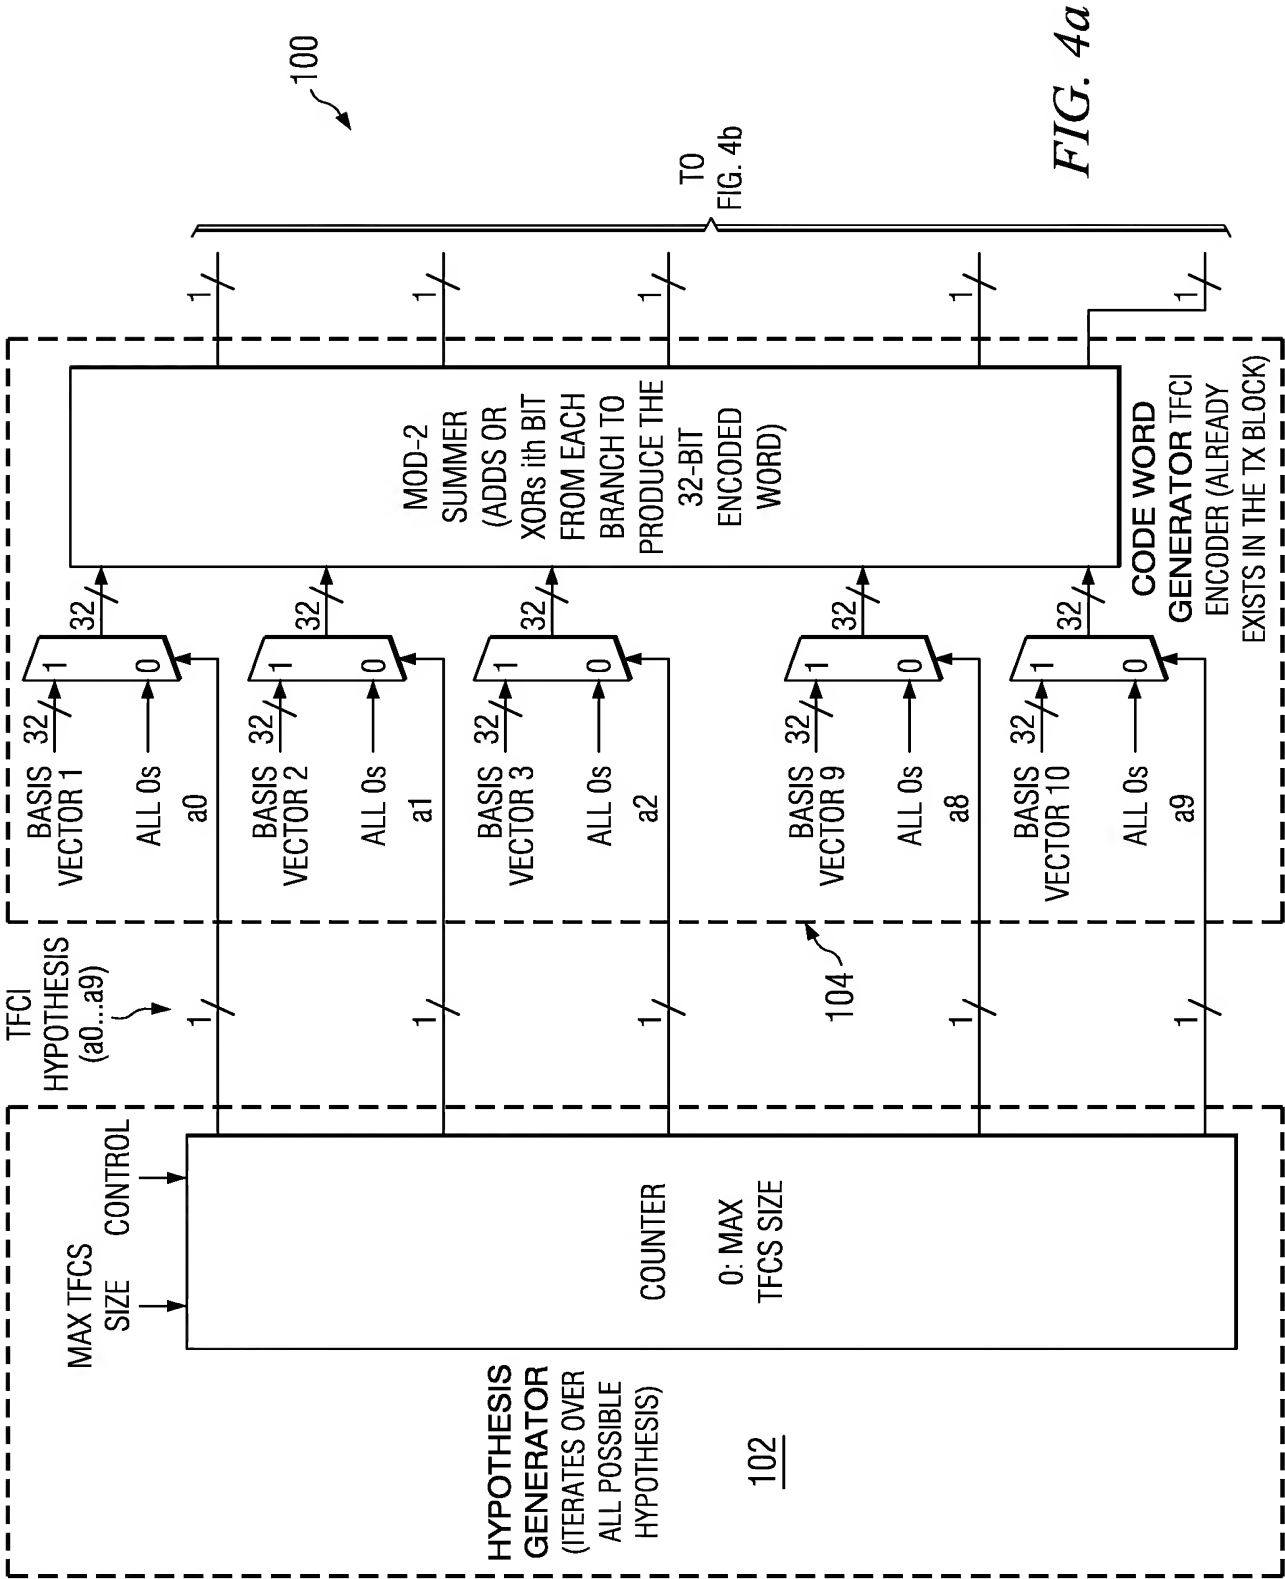 HYPOTHESIS
GENERATOR
(ITERATES OVER
ALL POSSIBLE
HYPOTHESIS)
102
MAX TFCS
SIZE
CONTROL
COUNTER
0: MAX
TFCS SIZE
TFCI
HYPOTHESIS
(a0...a9)
1
1
1
1
1
104
BASIS
VECTOR 1
32
ALL 0s
a0
1
0
32
BASIS
VECTOR 2
32
ALL 0s
a1
1
0
32
BASIS
VECTOR 3
32
ALL 0s
a2
1
0
32
BASIS
VECTOR 9
32
ALL 0s
a8
1
0
32
BASIS
VECTOR 10
32
ALL 0s
a9
1
0
32
MOD-2
SUMMER
(ADDS OR
XORs ith BIT
FROM EACH
BRANCH TO
PRODUCE THE
32-BIT
ENCODED
WORD)
CODE WORD
GENERATOR TFCI
ENCODER (ALREADY
EXISTS IN THE TX BLOCK)
1
1
1
1
1
TO
FIG. 4b
100
FIG. 4a